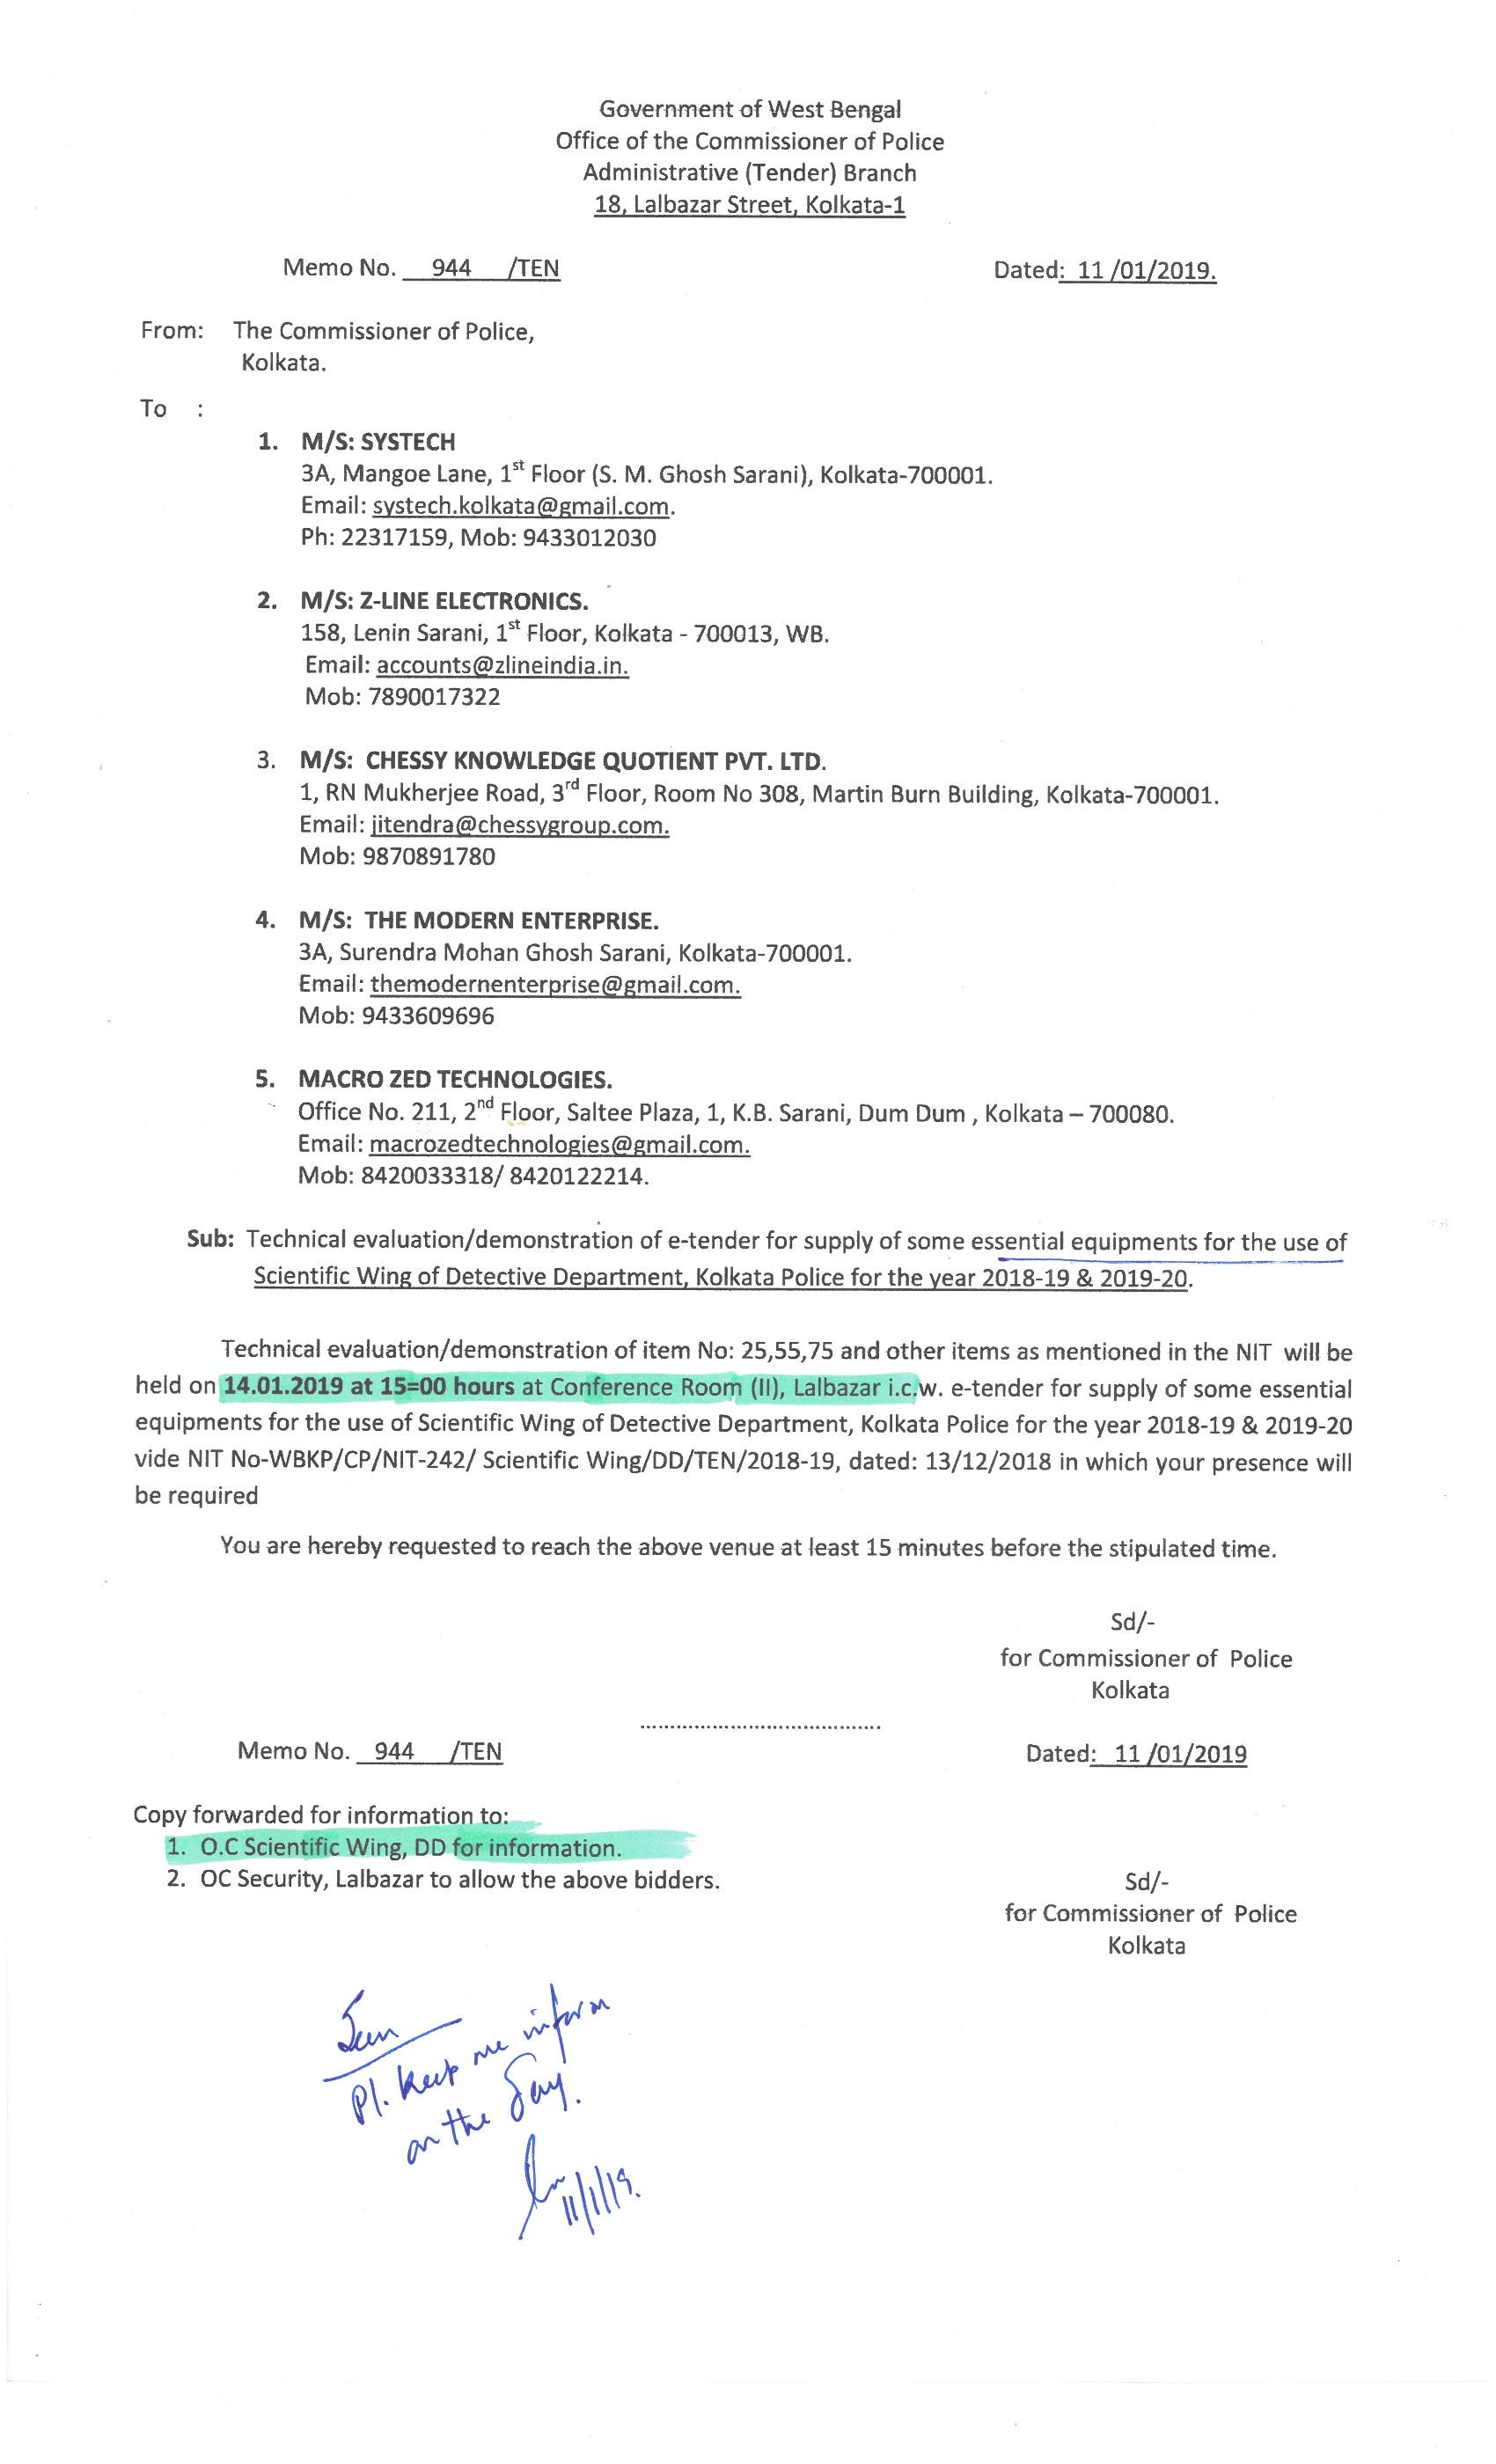 Government of West Bengal
Office of the Commissioner of Police
Administrative (Tender) Branch
18, Lalbazar Street, Kolkata-1
Memo No. 944 /TEN Dated: 11 /01/2019.
From: The Commissioner of Police,
Kolkata.
To :
1. M/S: SYSTECH
3A, Mangoe Lane, 1st Floor (S. M. Ghosh Sarani), Kolkata-700001.
Email: systech.kolkata@gmail.com.
Ph: 22317159, Mob: 9433012030
2. M/S: Z-LINE ELECTRONICS.
158, Lenin Sarani, 1st Floor, Kolkata - 700013, WB.
Email: accounts@zlineindia.in.
Mob: 7890017322
3. M/S: CHESSY KNOWLEDGE QUOTIENT PVT. LTD.
1, RN Mukherjee Road, 3rd Floor, Room No 308, Martin Burn Building, Kolkata-700001.
Email: jitendra@chessygroup.com.
Mob: 9870891780
4. M/S: THE MODERN ENTERPRISE.
3A, Surendra Mohan Ghosh Sarani, Kolkata-700001.
Email: themodernenterprise@gmail.com.
Mob: 9433609696
5. MACRO ZED TECHNOLOGIES.
Office No. 211, 2nd Floor, Saltee Plaza, 1, K.B. Sarani, Dum Dum , Kolkata – 700080.
Email: macrozedtechnologies@gmail.com.
Mob: 8420033318/ 8420122214.
Sub: Technical evaluation/demonstration of e-tender for supply of some essential equipments for the use of
Scientific Wing of Detective Department, Kolkata Police for the year 2018-19 & 2019-20.
Technical evaluation/demonstration of item No: 25,55,75 and other items as mentioned in the NIT will be
held on 14.01.2019 at 15=00 hours at Conference Room (II), Lalbazar i.c.w. e-tender for supply of some essential
equipments for the use of Scientific Wing of Detective Department, Kolkata Police for the year 2018-19 & 2019-20
vide NIT No-WBKP/CP/NIT-242/ Scientific Wing/DD/TEN/2018-19, dated: 13/12/2018 in which your presence will
be required
You are hereby requested to reach the above venue at least 15 minutes before the stipulated time.
Sd/-
for Commissioner of Police
Kolkata
........................................
Memo No. 944 /TEN Dated: 11 /01/2019
Copy forwarded for information to:
1. O.C Scientific Wing, DD for information.
2. OC Security, Lalbazar to allow the above bidders.
Sd/-
for Commissioner of Police
Kolkata
Seen
Pl. keep me inform
on the day.
11/1/19.